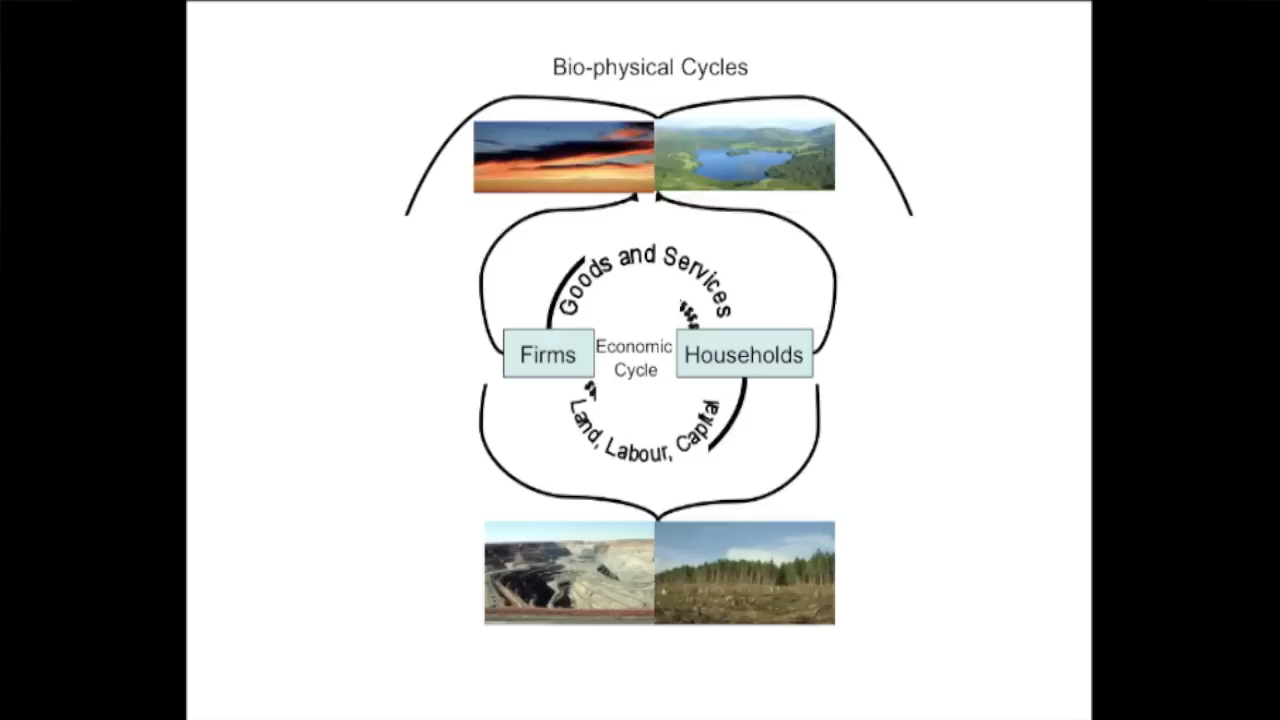 Bio-physical Cycles
Goods and Services
Firms
Economic
Cycle
Households
Land, Labour, Capital